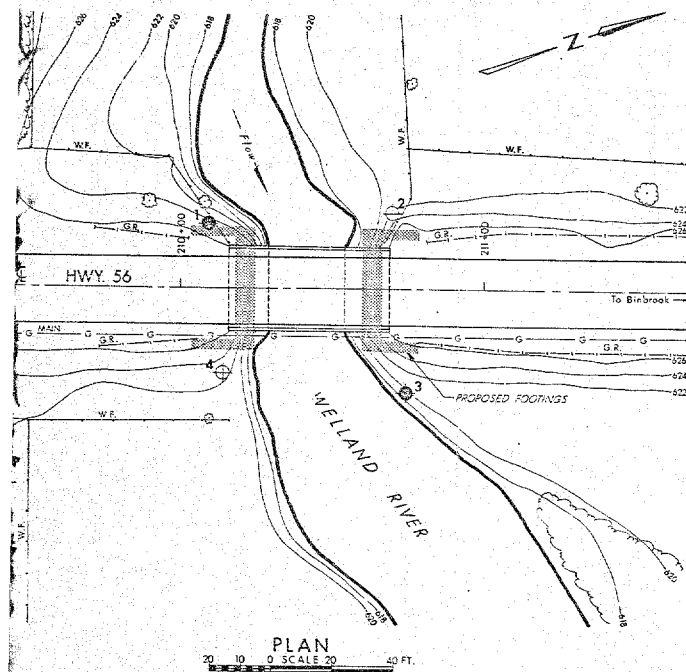 626
624
622
620
618
618
620
N
W.F.
W.F.
W.F.
Flow
1
2
G.R.
210+00
211+00
G.R.
622
624
626
HWY. 56
To Binbrook
G MAIN G G G G G G G G
G.R.
G.R.
626
624
622
4
3
PROPOSED FOOTINGS
W.F.
W.F.
WELLAND RIVER
620
618
620
618
PLAN
20 10 0 SCALE 20 40 FT.